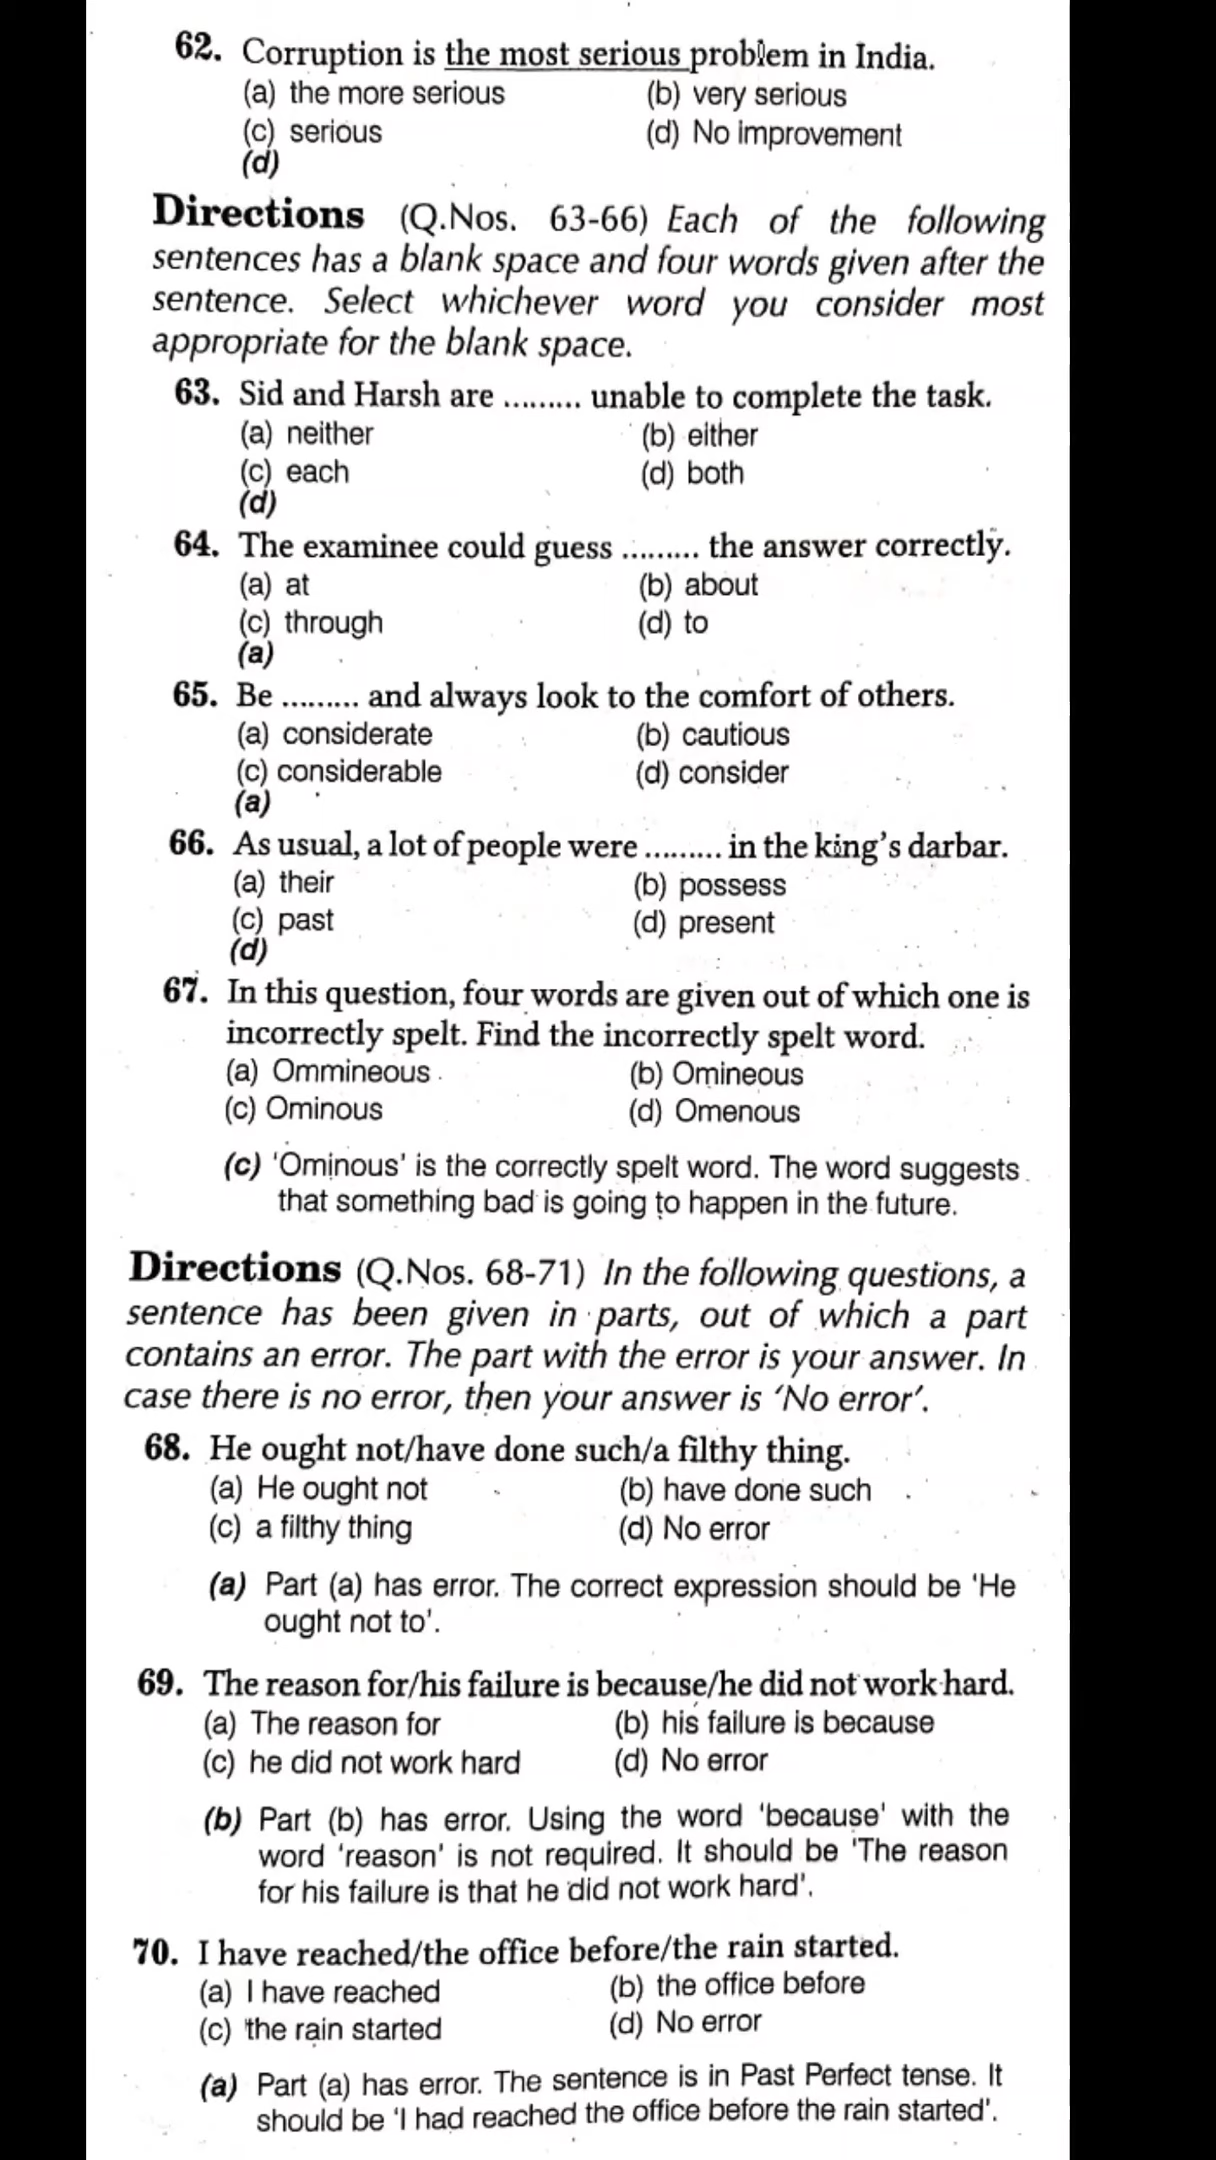 62. Corruption is the most serious problem in India.
(a) the more serious (b) very serious
(c) serious (d) No improvement
(d)
Directions (Q.Nos. 63-66) Each of the following
sentences has a blank space and four words given after the
sentence. Select whichever word you consider most
appropriate for the blank space.
63. Sid and Harsh are ......... unable to complete the task.
(a) neither (b) either
(c) each (d) both
(d)
64. The examinee could guess ......... the answer correctly.
(a) at (b) about
(c) through (d) to
(a)
65. Be ......... and always look to the comfort of others.
(a) considerate (b) cautious
(c) considerable (d) consider
(a)
66. As usual, a lot of people were ......... in the king's darbar.
(a) their (b) possess
(c) past (d) present
(d)
67. In this question, four words are given out of which one is
incorrectly spelt. Find the incorrectly spelt word.
(a) Ommineous (b) Omineous
(c) Ominous (d) Omenous
(c) 'Ominous' is the correctly spelt word. The word suggests
that something bad is going to happen in the future.
Directions (Q.Nos. 68-71) In the following questions, a
sentence has been given in parts, out of which a part
contains an error. The part with the error is your answer. In
case there is no error, then your answer is 'No error'.
68. He ought not/have done such/a filthy thing.
(a) He ought not (b) have done such
(c) a filthy thing (d) No error
(a) Part (a) has error. The correct expression should be 'He
ought not to'.
69. The reason for/his failure is because/he did not work hard.
(a) The reason for (b) his failure is because
(c) he did not work hard (d) No error
(b) Part (b) has error. Using the word 'because' with the
word 'reason' is not required. It should be 'The reason
for his failure is that he did not work hard'.
70. I have reached/the office before/the rain started.
(a) I have reached (b) the office before
(c) the rain started (d) No error
(a) Part (a) has error. The sentence is in Past Perfect tense. It
should be 'I had reached the office before the rain started'.